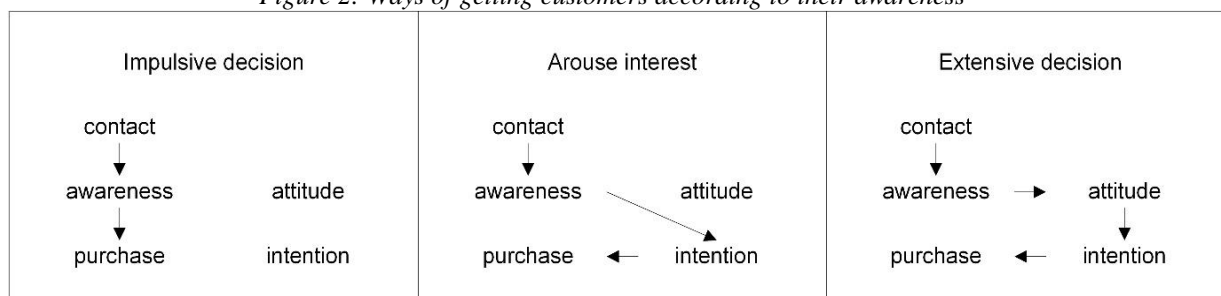 Figure 2: Ways of getting customers according to their awareness
Impulsive decision
contact
awareness attitude
purchase intention
Arouse interest
contact
awareness attitude
purchase intention
Extensive decision
contact
awareness attitude
purchase intention